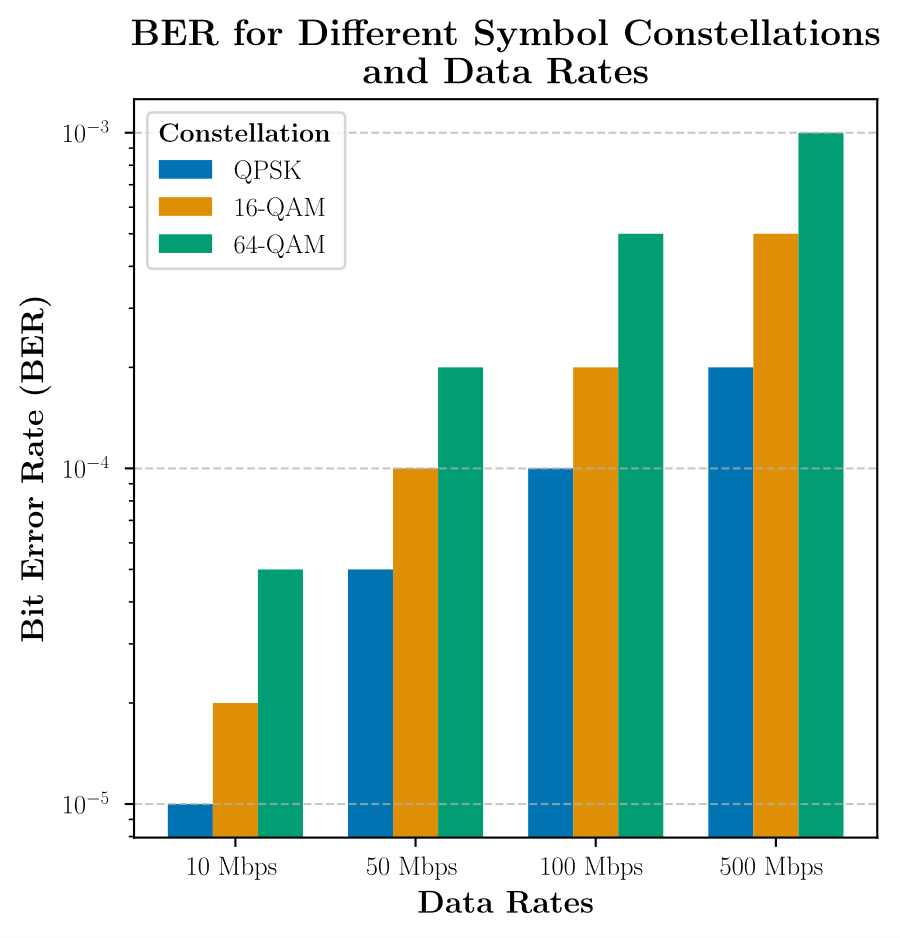 BER for Different Symbol Constellations
and Data Rates
Constellation
QPSK
16-QAM
64-QAM
Bit Error Rate (BER)
10⁻³
10⁻⁴
10⁻⁵
10 Mbps
50 Mbps
100 Mbps
500 Mbps
Data Rates